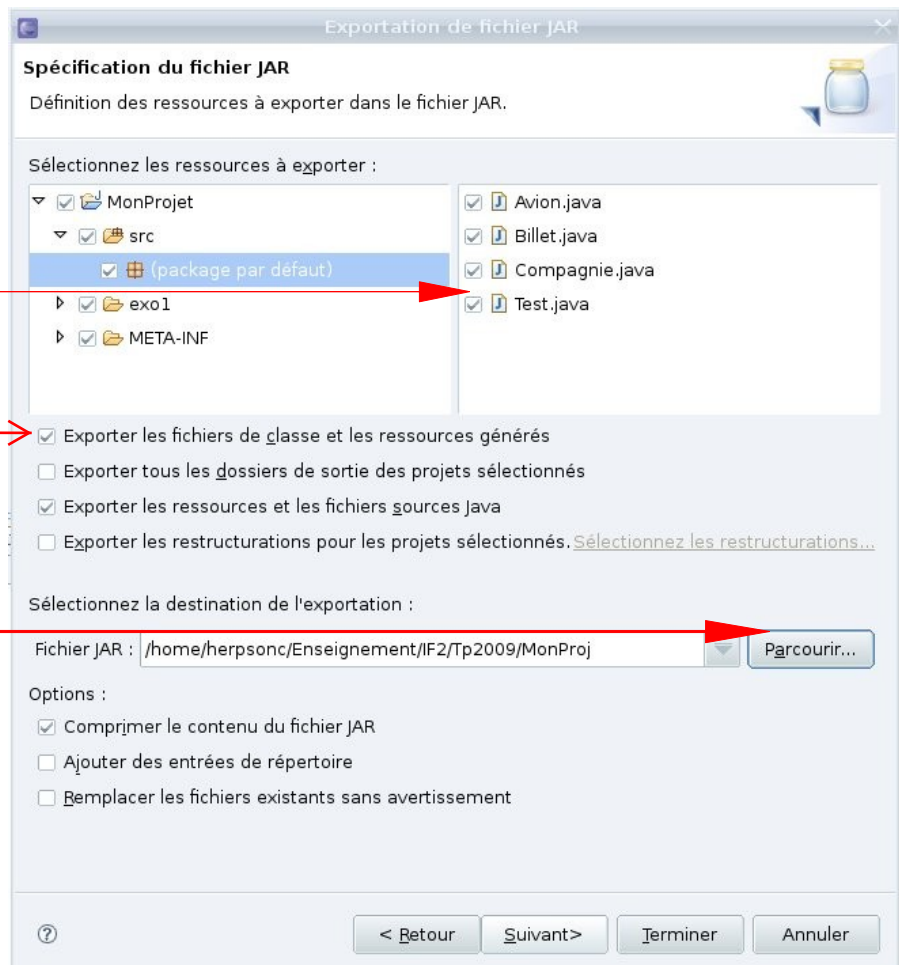 Exportation de fichier JAR
Spécification du fichier JAR
Définition des ressources à exporter dans le fichier JAR.
Sélectionnez les ressources à exporter :
MonProjet
src
(package par défaut)
exo1
META-INF
Avion.java
Billet.java
Compagnie.java
Test.java
Exporter les fichiers de classe et les ressources générés
Exporter tous les dossiers de sortie des projets sélectionnés
Exporter les ressources et les fichiers sources Java
Exporter les restructurations pour les projets sélectionnés. Sélectionnez les restructurations...
Sélectionnez la destination de l'exportation :
Fichier JAR : /home/herpsonc/Enseignement/IF2/Tp2009/MonProj Parcourir...
Options :
Comprimer le contenu du fichier JAR
Ajouter des entrées de répertoire
Remplacer les fichiers existants sans avertissement
? < Retour Suivant> Terminer Annuler